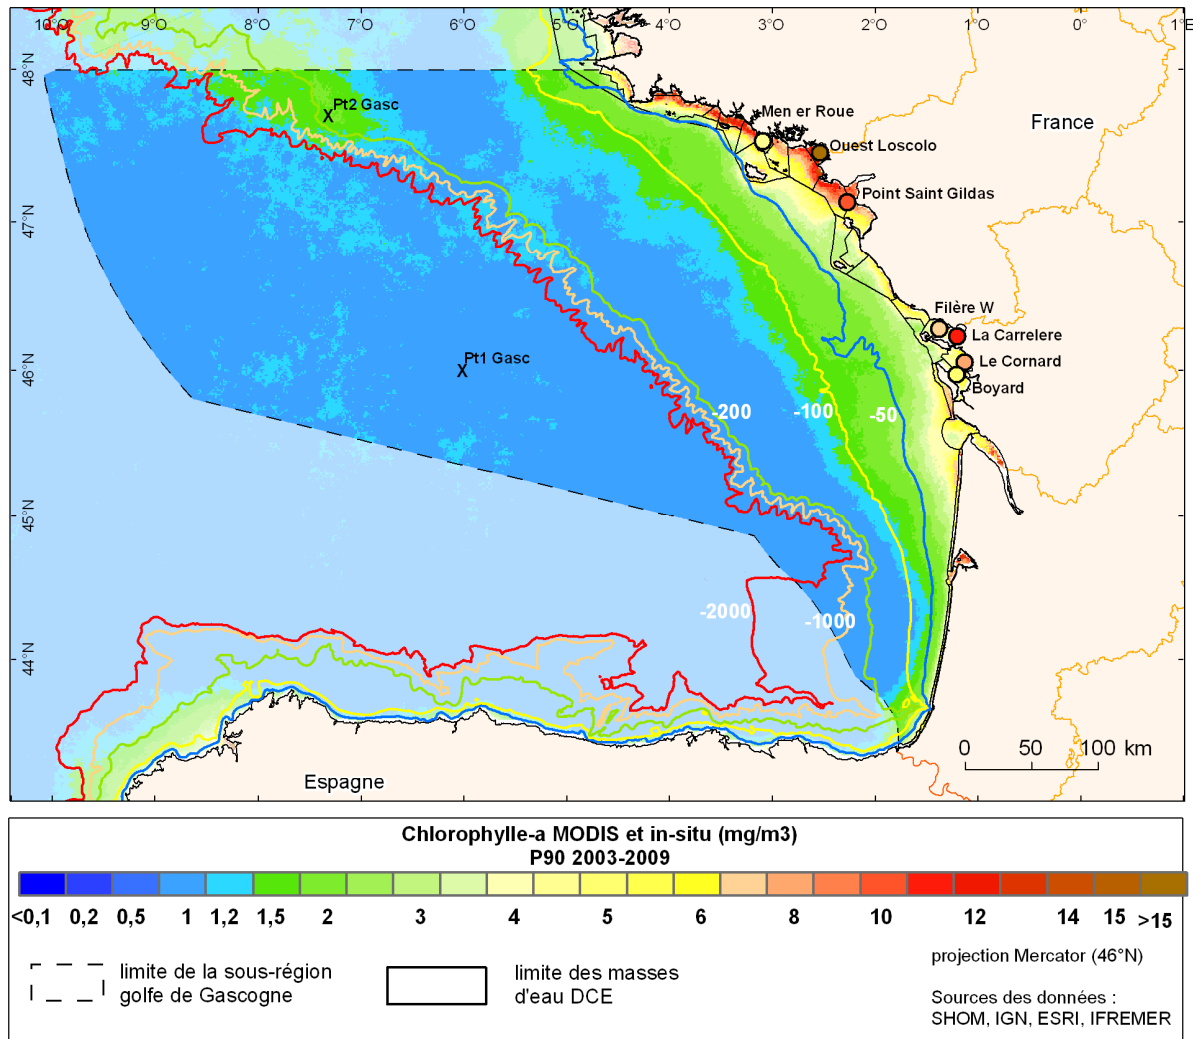 10°O 9°O 8°O 7°O 6°O 5°O 4°O 3°O 2°O 1°O 0° 1°E
48°N
Pt2 Gasc
Men er Roue
France
Ouest Loscolo
Point Saint Gildas
47°N
Filère W
La Carrelere
Pt1 Gasc
Le Cornard
46°N
Boyard
-200 -100 -50
45°N
-2000 -1000
44°N
0 50 100 km
Espagne
Chlorophylle-a MODIS et in-situ (mg/m3)
P90 2003-2009
<0,1 0,2 0,5 1 1,2 1,5 2 3 4 5 6 8 10 12 14 15 >15
limite de la sous-région
golfe de Gascogne
limite des masses
d'eau DCE
projection Mercator (46°N)
Sources des données :
SHOM, IGN, ESRI, IFREMER